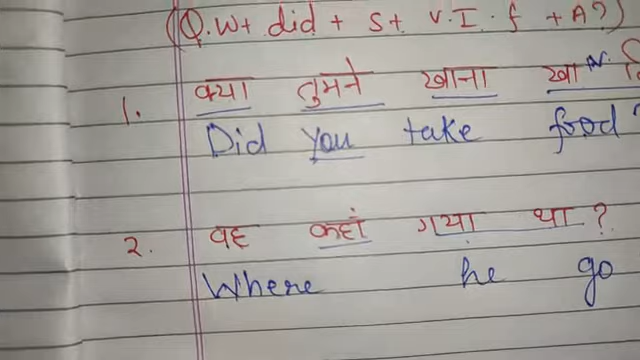 (Q.W+ did + S+ V.I.f + A?)
1. क्या तुमने खाना खा
Did you take food?
2. वह कहां गया था ?
Where he go